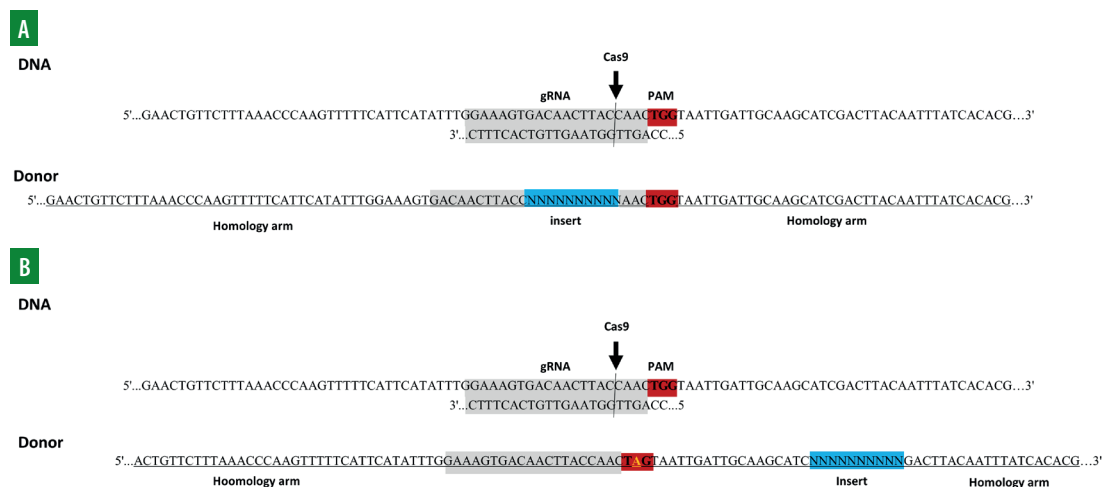 A
DNA
Cas9
gRNA PAM
5'...GAACTGTTCTTTAAACCCAAGTTTTTCATTCATATTTGGAAAGTGACAACTTACCAACTGGTAATTGATTGCAAGCATCGACTTACAATTTATCACACG...3'
3'...CTTTCACTGTTGAATGGTTGACC...5
Donor
5'...GAACTGTTCTTTAAACCCAAGTTTTTCATTCATATTTGGAAAGTGACAACTTACCNNNNNNNNNNAACTGGTAATTGATTGCAAGCATCGACTTACAATTTATCACACG...3'
Homology arm insert Homology arm
B
DNA
Cas9
gRNA PAM
5'...GAACTGTTCTTTAAACCCAAGTTTTTCATTCATATTTGGAAAGTGACAACTTACCAACTGGTAATTGATTGCAAGCATCGACTTACAATTTATCACACG...3'
3'...CTTTCACTGTTGAATGGTTGACC...5
Donor
5'...ACTGTTCTTTAAACCCAAGTTTTTCATTCATATTTGGAAAGTGACAACTTACCAACTAGTAATTGATTGCAAGCATCNNNNNNNNNNGACTTACAATTTATCACACG...3'
Hoomology arm Insert Homology arm